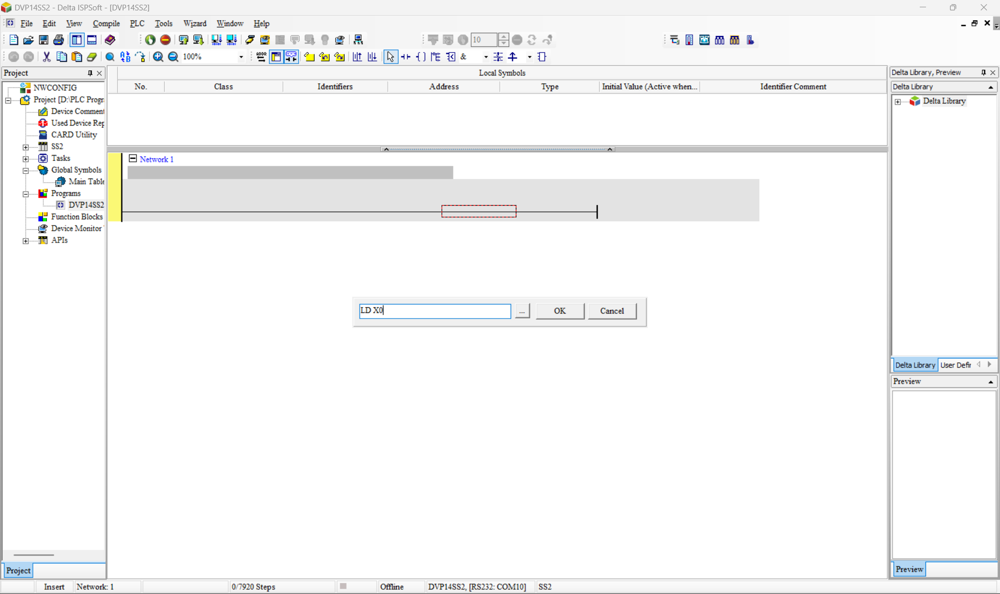 DVP14SS2 - Delta ISPSoft - [DVP14SS2]
File Edit View Compile PLC Tools Wizard Window Help
10
100%
ADDR
&
Project
NWCONFIG
Project [D:\PLC Progr
Device Comment
Used Device Rep
CARD Utility
SS2
Tasks
Global Symbols
Main Table
Programs
DVP14SS2
Function Blocks
Device Monitor
APIs
Project
Local Symbols
No. Class Identifiers Address Type Initial Value (Active when... Identifier Comment
Network 1
LD X0
...
OK
Cancel
Delta Library, Preview
Delta Library
Delta Library
Delta Library User Defin
Preview
Preview
Insert Network: 1 0/7920 Steps Offline DVP14SS2, [RS232: COM10] SS2